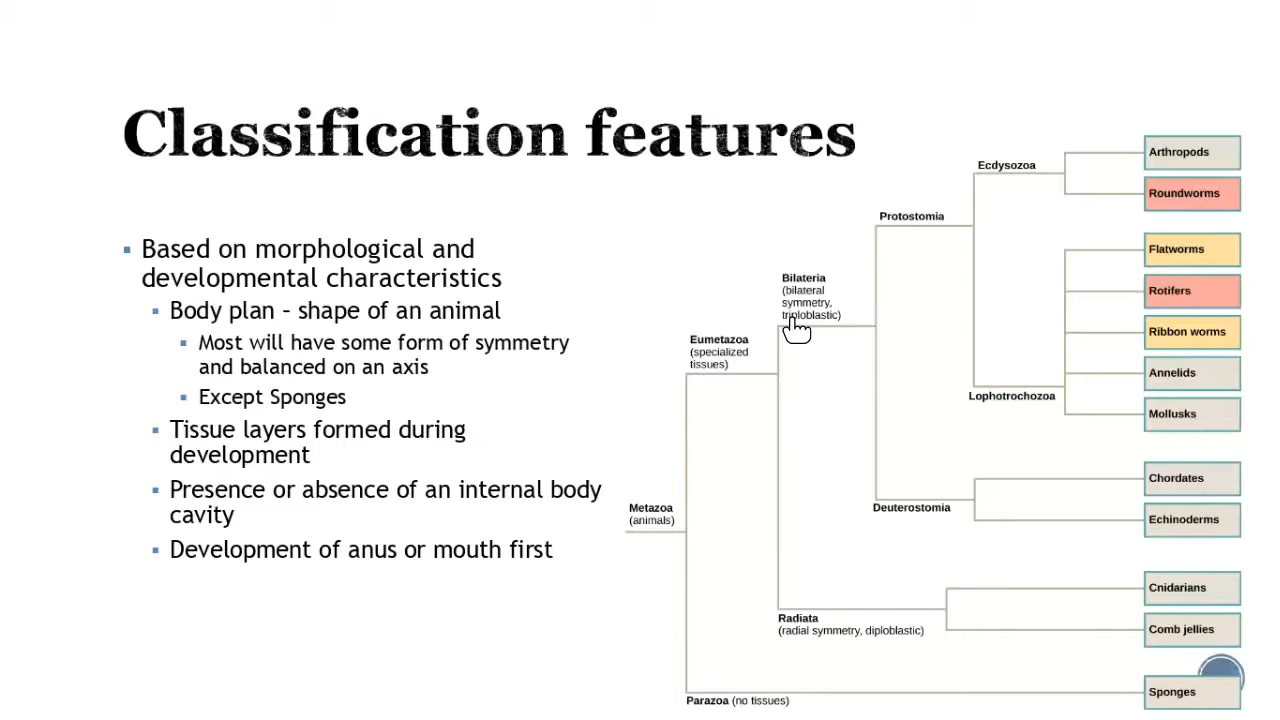 Classification features
Based on morphological and
developmental characteristics
Body plan – shape of an animal
Most will have some form of symmetry
and balanced on an axis
Except Sponges
Tissue layers formed during
development
Presence or absence of an internal body
cavity
Development of anus or mouth first
Metazoa
(animals)
Eumetazoa
(specialized
tissues)
Bilateria
(bilateral
symmetry,
triploblastic)
Protostomia
Ecdysozoa
Lophotrochozoa
Deuterostomia
Radiata
(radial symmetry, diploblastic)
Parazoa (no tissues)
Arthropods
Roundworms
Flatworms
Rotifers
Ribbon worms
Annelids
Mollusks
Chordates
Echinoderms
Cnidarians
Comb jellies
Sponges